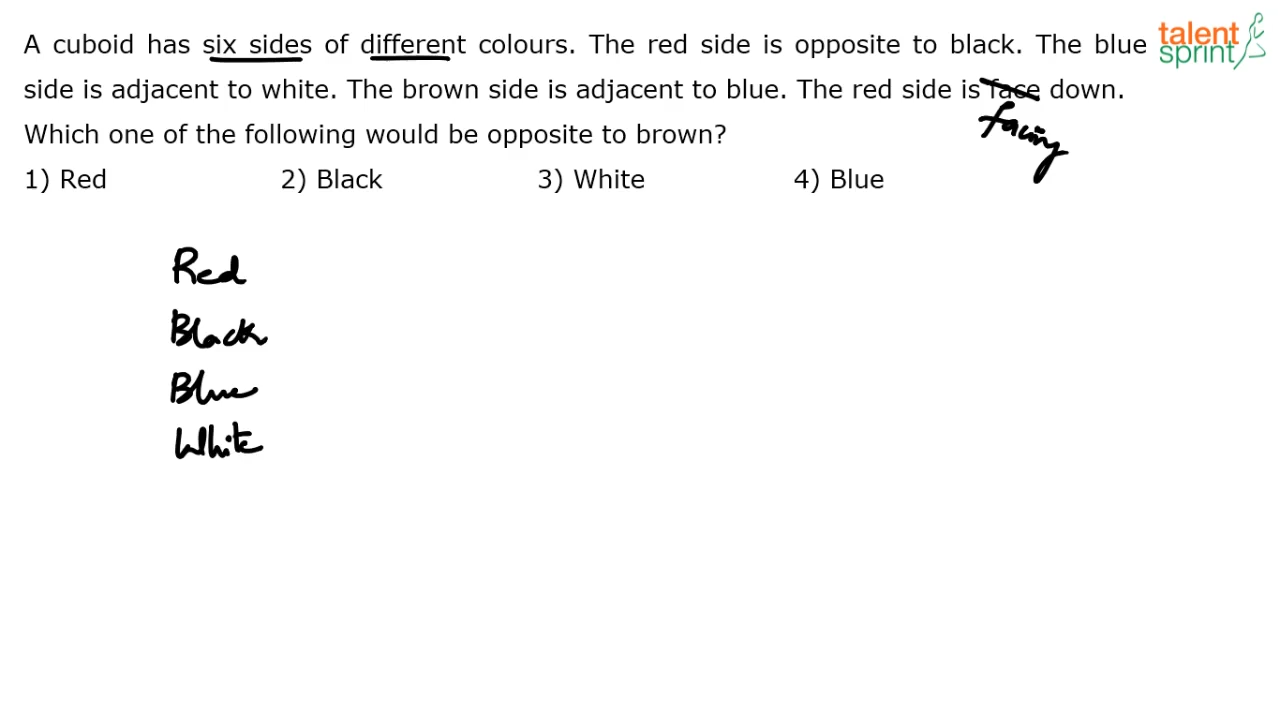 A cuboid has six sides of different colours. The red side is opposite to black. The blue
side is adjacent to white. The brown side is adjacent to blue. The red side is face down.
facing
Which one of the following would be opposite to brown?
1) Red 2) Black 3) White 4) Blue
Red
Black
Blue
White
talent
sprint